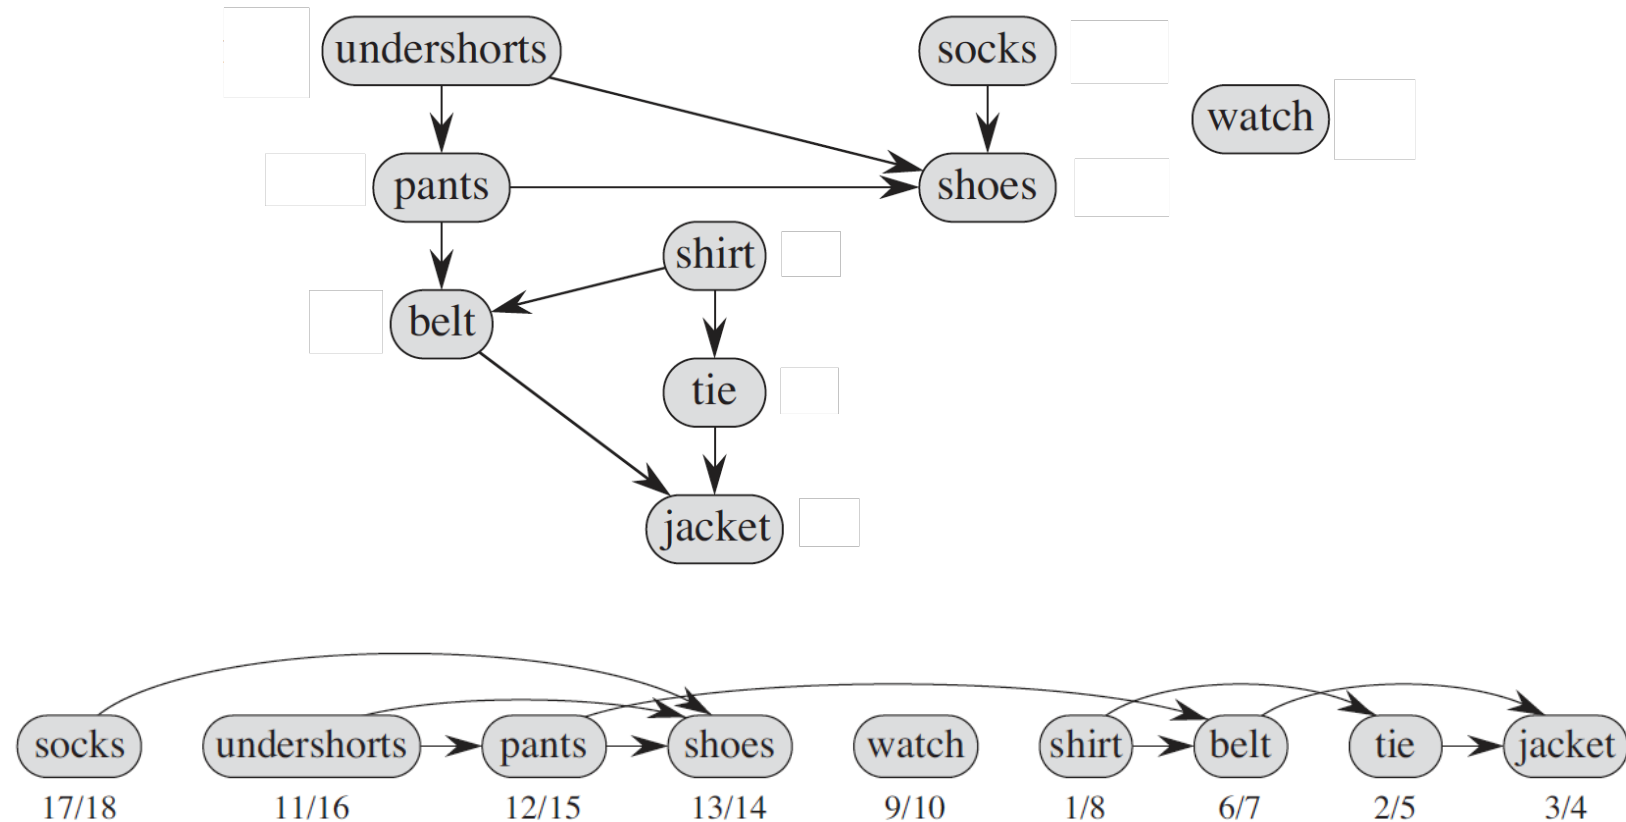 undershorts
socks
watch
pants
shoes
shirt
belt
tie
jacket
socks undershorts pants shoes watch shirt belt tie jacket
17/18 11/16 12/15 13/14 9/10 1/8 6/7 2/5 3/4